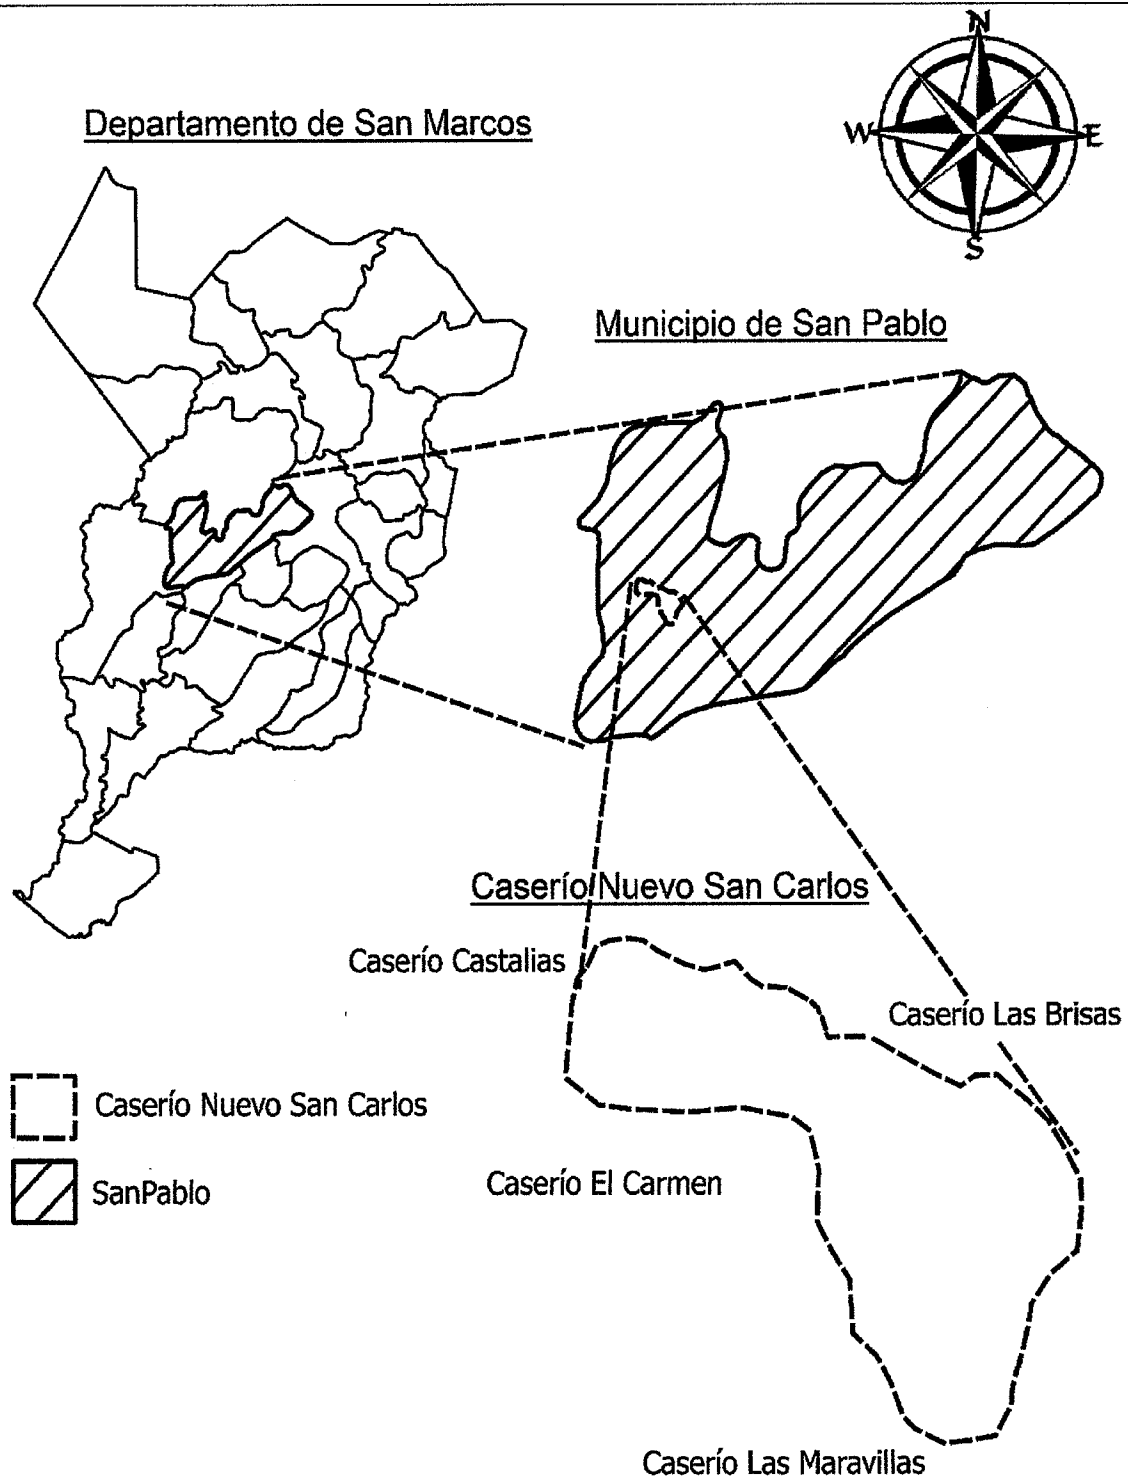 N
Departamento de San Marcos
W
E
S
Municipio de San Pablo
Caserío Nuevo San Carlos
Caserío Castalias
Caserío Las Brisas
Caserío Nuevo San Carlos
Caserío El Carmen
SanPablo
Caserío Las Maravillas